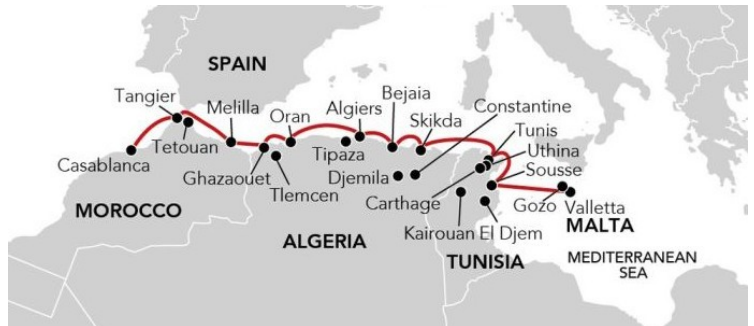 SPAIN
Tangier
Melilla
Oran
Algiers
Bejaia
Skikda
Constantine
Tunis
Uthina
Sousse
Casablanca
Tetouan
Ghazaouet
Tlemcen
Tipaza
Djemila
Carthage
Gozo
Valletta
MOROCCO
ALGERIA
Kairouan
El Djem
TUNISIA
MALTA
MEDITERRANEAN
SEA